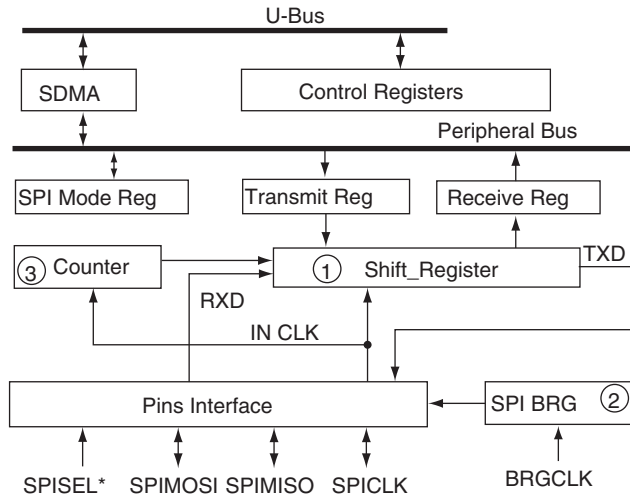 U-Bus
SDMA
Control Registers
Peripheral Bus
SPI Mode Reg
Transmit Reg
Receive Reg
3 Counter
1 Shift_Register
TXD
RXD
IN CLK
Pins Interface
SPI BRG 2
SPISEL* SPIMOSI SPIMISO SPICLK BRGCLK